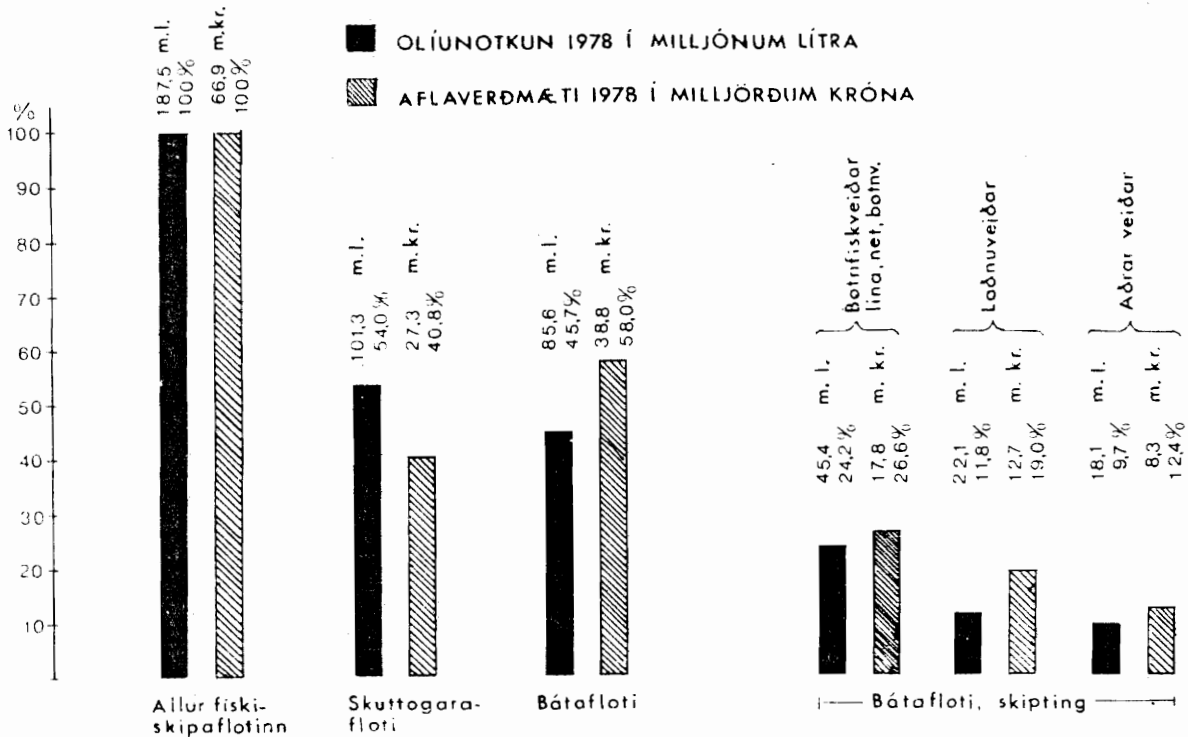 OLÍUNOTKUN 1978 Í MILLJÓNUM LÍTRA
AFLAVERÐMÆTI 1978 Í MILLJÖRÐUM KRÓNA
%
100
90
80
70
60
50
40
30
20
10
187,5 m.l.
100%
66,9 m.kr.
100%
Allur fiski-
skipaflotinn
101,3 m.l.
54,0%
27,3 m.kr.
40,8%
Skuttogara-
floti
85,6 m.l.
45,7%
38,8 m.kr.
58,0%
Bátafloti
Botnfiskveiðar
lína, net, botnv.
45,4 m.l.
24,2%
17,8 m.kr.
26,6%
Loðnuveiðar
22,1 m.l.
11,8%
12,7 m.kr.
19,0%
Aðrar veiðar
18,1 m.l.
9,7%
8,3 m.kr.
12,4%
Bátafloti, skipting